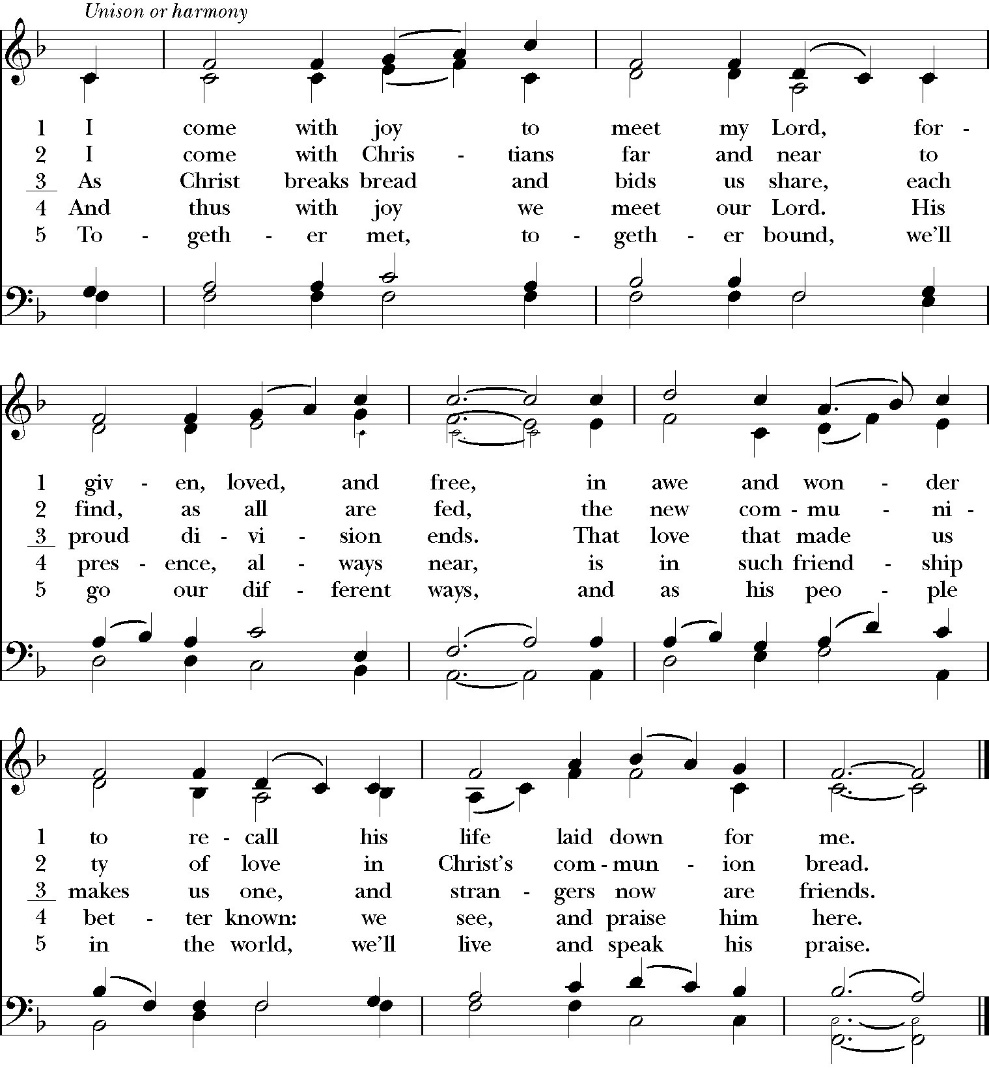 Unison or harmony
1 I come with joy to meet my Lord, for -
2 I come with Chris - tians far and near to
3 As Christ breaks bread and bids us share, each
4 And thus with joy we meet our Lord. His
5 To - geth - er met, to - geth - er bound, we'll
1 giv - en, loved, and free, in awe and won - der
2 find, as all are fed, the new com - mu - ni -
3 proud di - vi - sion ends. That love that made us
4 pres - ence, al - ways near, is in such friend - ship
5 go our dif - ferent ways, and as his peo - ple
1 to re - call his life laid down for me.
2 ty of love in Christ's com - mun - ion bread.
3 makes us one, and stran - gers now are friends.
4 bet - ter known: we see, and praise him here.
5 in the world, we'll live and speak his praise.